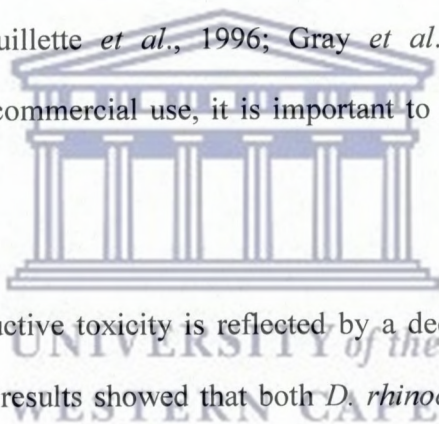 uillette et al., 1996; Gray et al.
commercial use, it is important to
uctive toxicity is reflected by a dec
UNIVERSITY of the
results showed that both D. rhinoc
WESTERN CAPE